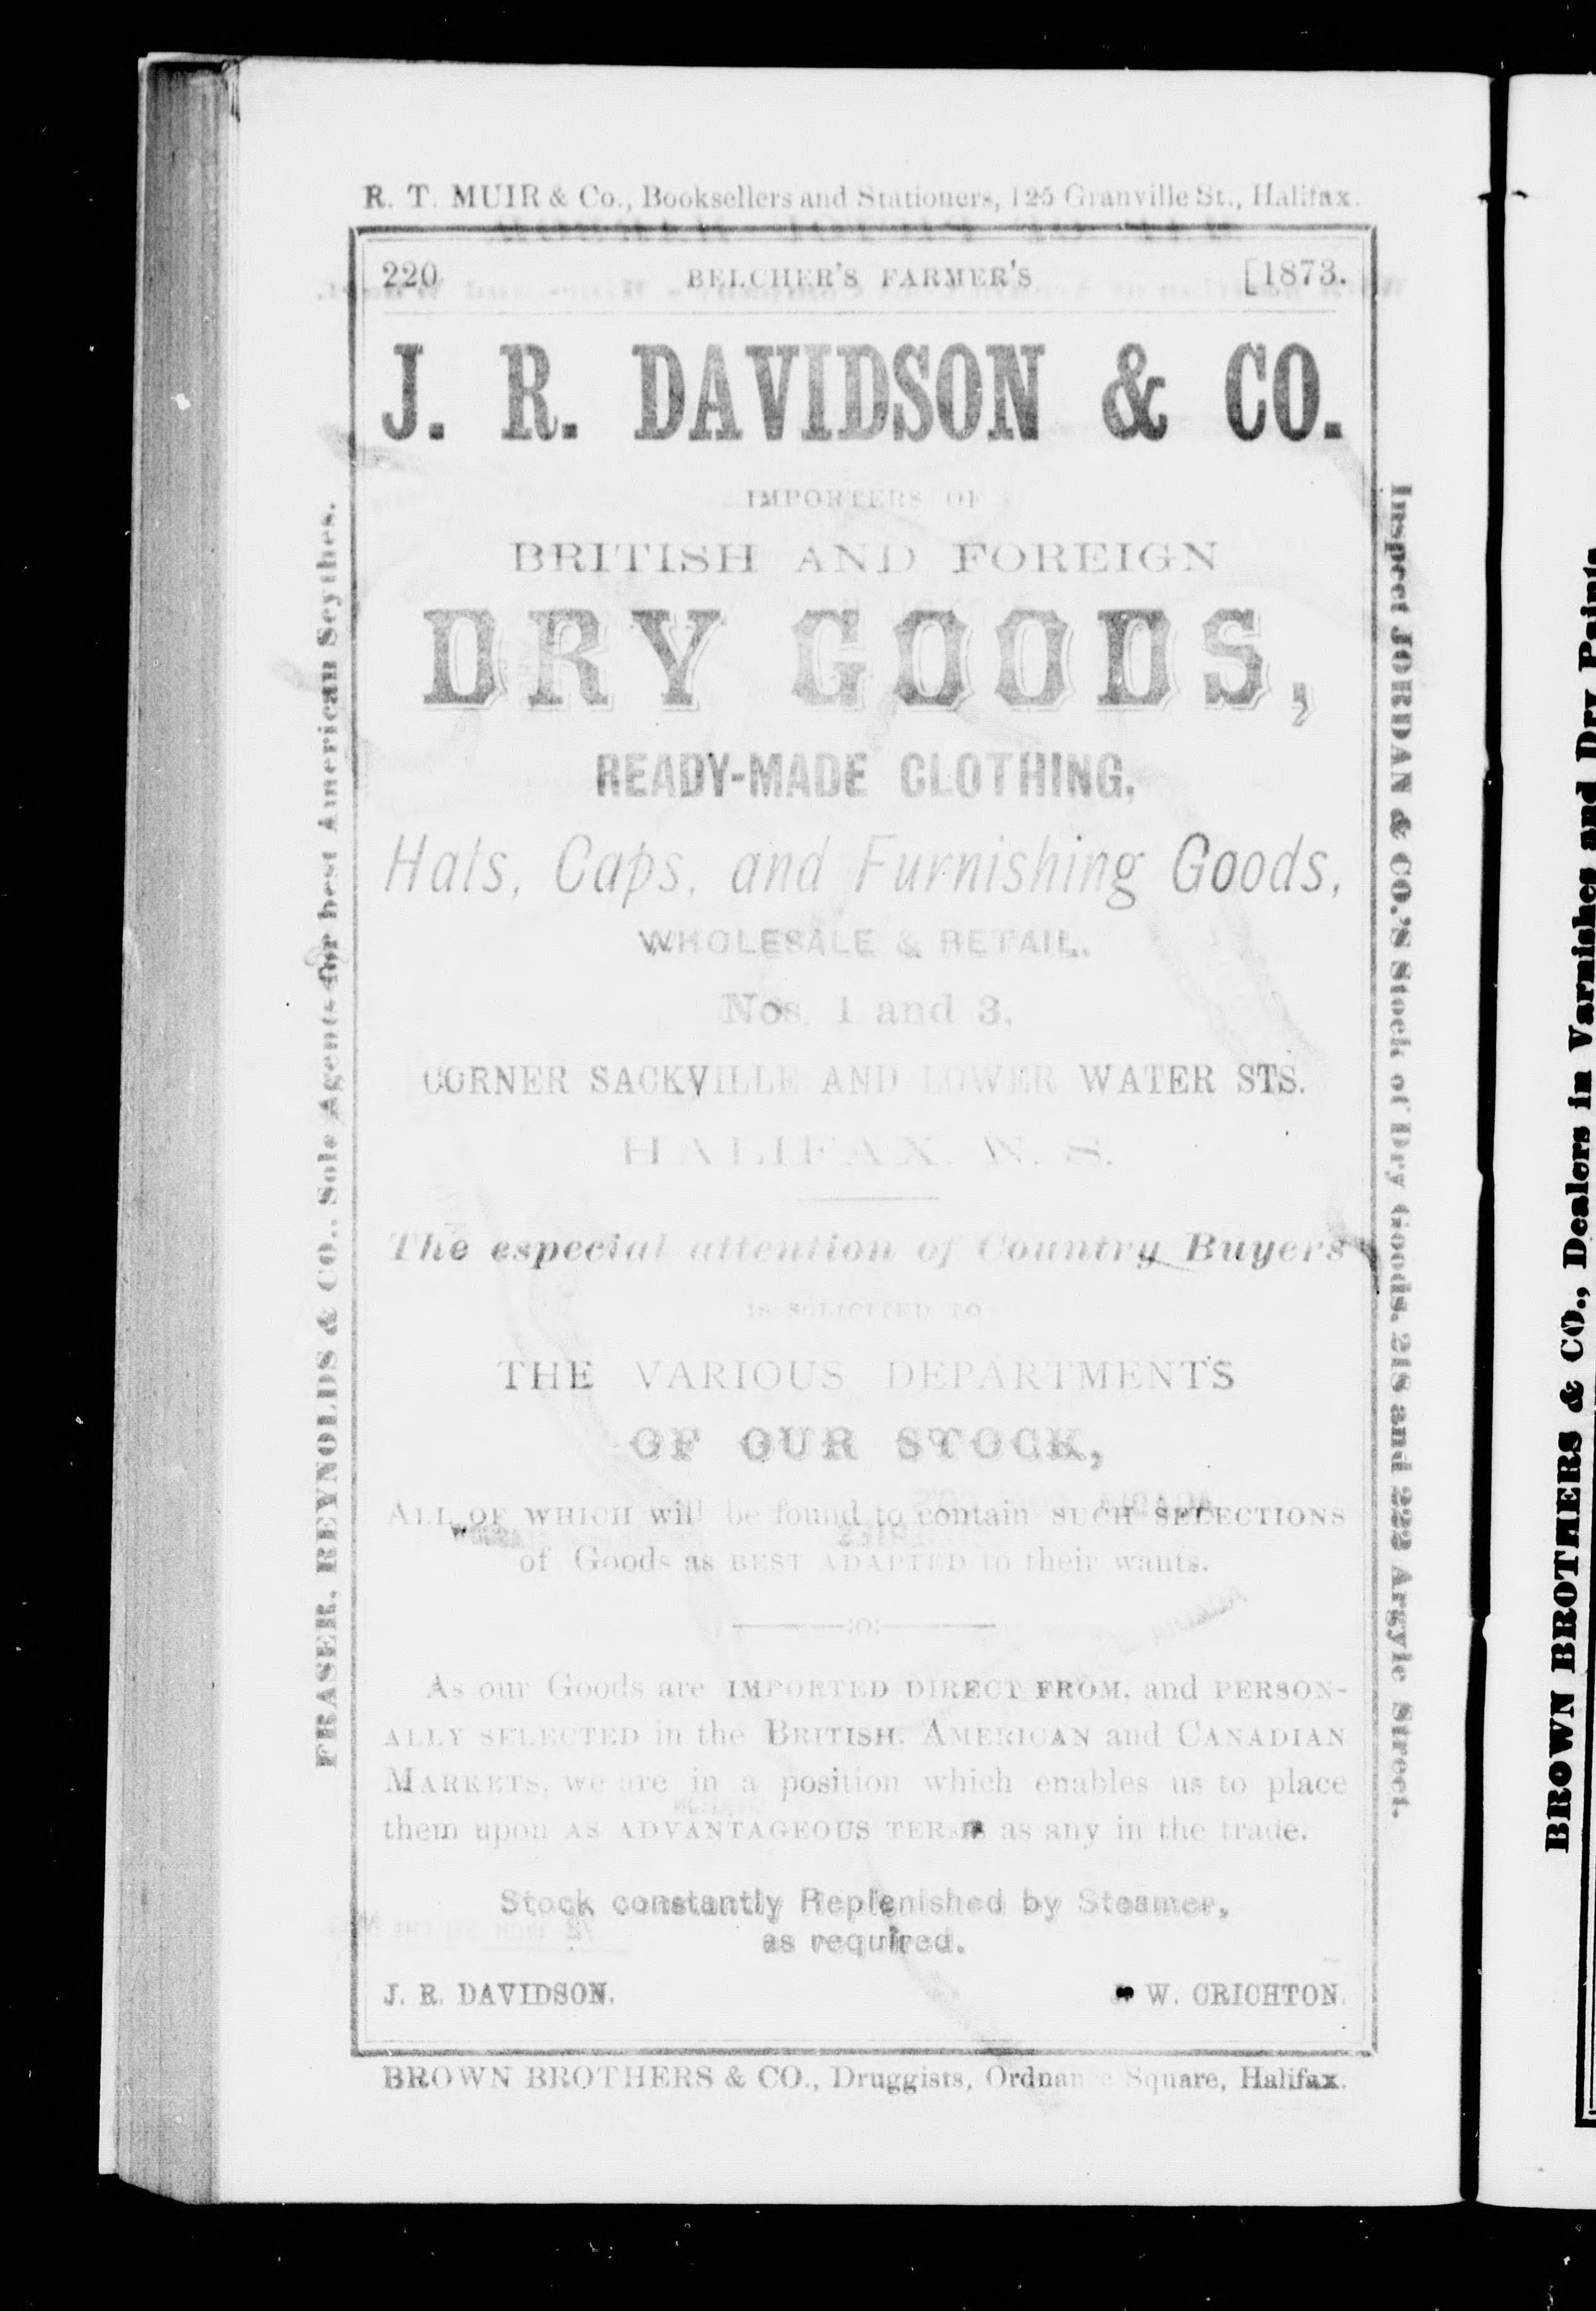 R. T. MUIR & Co., Booksellers and Stationers, 125 Granville St., Halifax.
220 BELCHER'S FARMER'S [1873.
J. R. DAVIDSON & CO.
IMPORTERS OF
BRITISH AND FOREIGN
DRY GOODS,
READY-MADE CLOTHING,
Hats, Caps, and Furnishing Goods,
WHOLESALE & RETAIL.
Nos. 1 and 3,
CORNER SACKVILLE AND LOWER WATER STS.
HALIFAX, N. S.
The especial attention of Country Buyers
IS SOLICITED TO
THE VARIOUS DEPARTMENTS
OF OUR STOCK,
ALL OF WHICH will be found to contain SUCH SELECTIONS
of Goods as BEST ADAPTED to their wants.
:o:
As our Goods are IMPORTED DIRECT FROM, and PERSON-
ALLY SELECTED in the BRITISH, AMERICAN and CANADIAN
MARKETS, we are in a position which enables us to place
them upon AS ADVANTAGEOUS TERMS as any in the trade.
Stock constantly Replenished by Steamer,
as required.
J. R. DAVIDSON. W. CRICHTON.
BROWN BROTHERS & CO., Druggists, Ordnance Square, Halifax.
FRASER, REYNOLDS & CO., Sole Agents for best American Scythes.
Inspect JORDAN & CO.'S Stock of Dry Goods, 218 and 222 Argyle Street.
BROWN BROTHERS & CO., Dealers in Varnishes and Dry Paints